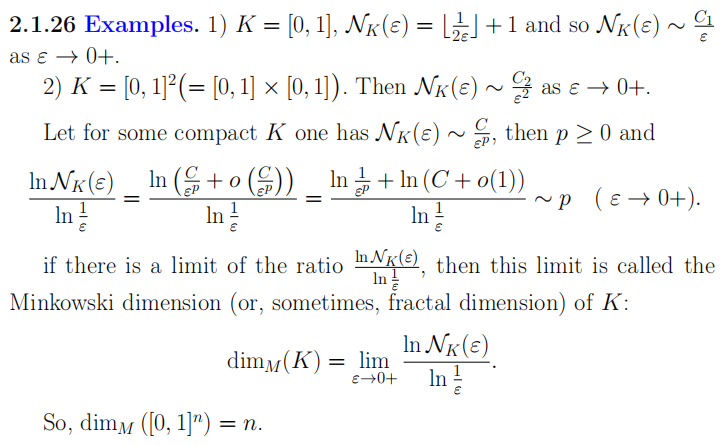 2.1.26 Examples. 1) K = [0, 1], 𝒩_K(ε) = ⌊1/(2ε)⌋ + 1 and so 𝒩_K(ε) ∼ C₁/ε
as ε → 0+.
2) K = [0, 1]²(= [0, 1] × [0, 1]). Then 𝒩_K(ε) ∼ C₂/ε² as ε → 0+.
Let for some compact K one has 𝒩_K(ε) ∼ C/ε^p, then p ≥ 0 and
ln 𝒩_K(ε) / ln(1/ε) = ln (C/ε^p + o (C/ε^p)) / ln(1/ε) = (ln 1/ε^p + ln (C + o(1))) / ln(1/ε) ∼ p ( ε → 0+).
if there is a limit of the ratio ln 𝒩_K(ε) / ln(1/ε), then this limit is called the
Minkowski dimension (or, sometimes, fractal dimension) of K:
dim_M(K) = lim_{ε→0+} ln 𝒩_K(ε) / ln(1/ε).
So, dim_M ([0, 1]ⁿ) = n.